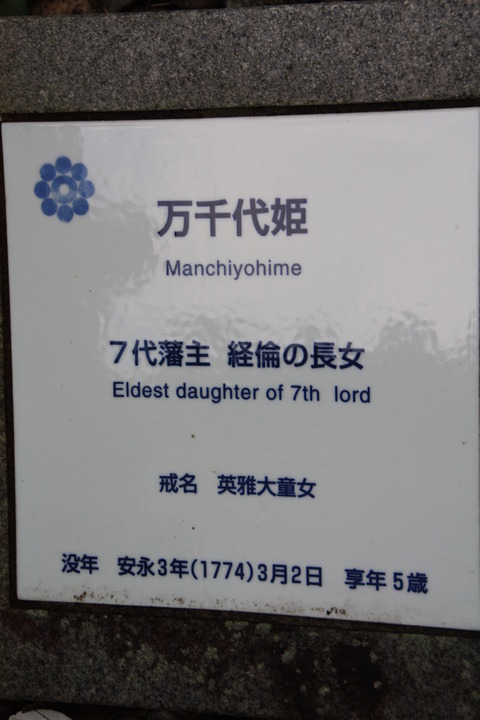 万千代姫
Manchiyohime
7代藩主 経倫の長女
Eldest daughter of 7th lord
戒名 英雅大童女
没年 安永3年(1774)3月2日 享年5歳